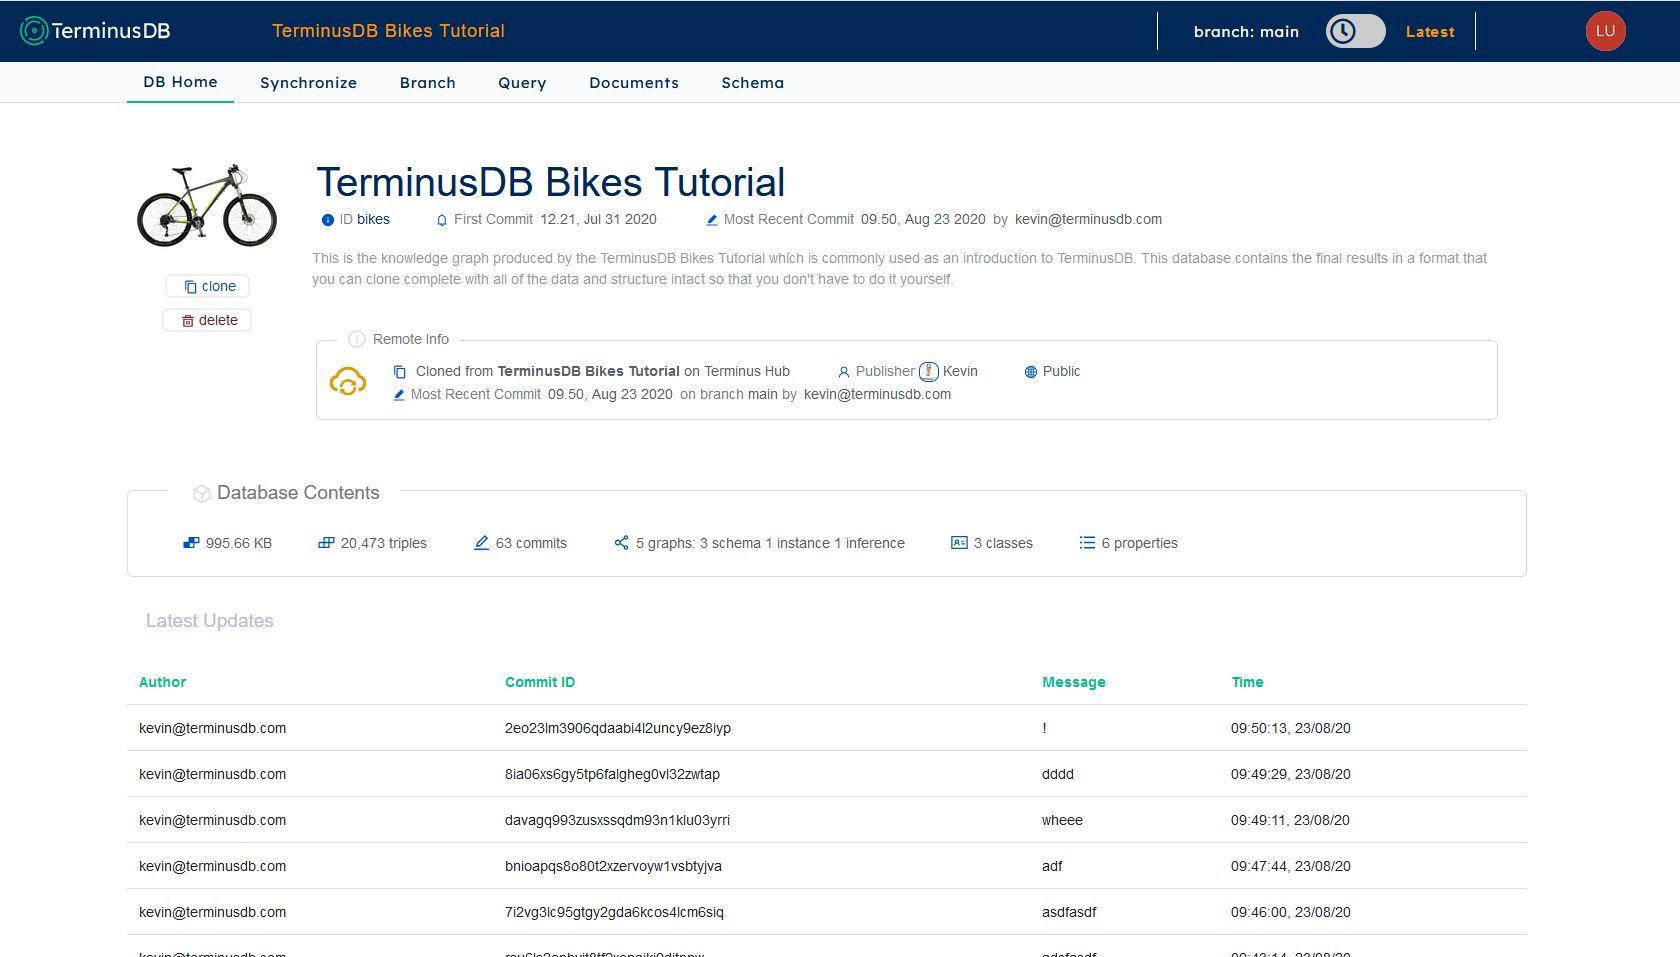 TerminusDB
TerminusDB Bikes Tutorial
branch: main
Latest
LU
DB Home Synchronize Branch Query Documents Schema
TerminusDB Bikes Tutorial
ID bikes First Commit 12.21, Jul 31 2020 Most Recent Commit 09.50, Aug 23 2020 by kevin@terminusdb.com
This is the knowledge graph produced by the TerminusDB Bikes Tutorial which is commonly used as an introduction to TerminusDB. This database contains the final results in a format that
you can clone complete with all of the data and structure intact so that you don't have to do it yourself.
clone
delete
Remote Info
Cloned from TerminusDB Bikes Tutorial on Terminus Hub Publisher Kevin Public
Most Recent Commit 09.50, Aug 23 2020 on branch main by kevin@terminusdb.com
Database Contents
995.66 KB 20,473 triples 63 commits 5 graphs: 3 schema 1 instance 1 inference 3 classes 6 properties
Latest Updates
Author Commit ID Message Time
kevin@terminusdb.com 2eo23lm3906qdaabi4l2uncy9ez8iyp ! 09:50:13, 23/08/20
kevin@terminusdb.com 8ia06xs6gy5tp6falgheg0vl32zwtap dddd 09:49:29, 23/08/20
kevin@terminusdb.com davagq993zusxssqdm93n1klu03yrri wheee 09:49:11, 23/08/20
kevin@terminusdb.com bnioapqs8o80t2xzervoyw1vsbtyjva adf 09:47:44, 23/08/20
kevin@terminusdb.com 7i2vg3lc95gtgy2gda6kcos4lcm6siq asdfasdf 09:46:00, 23/08/20
kevin@terminusdb.com